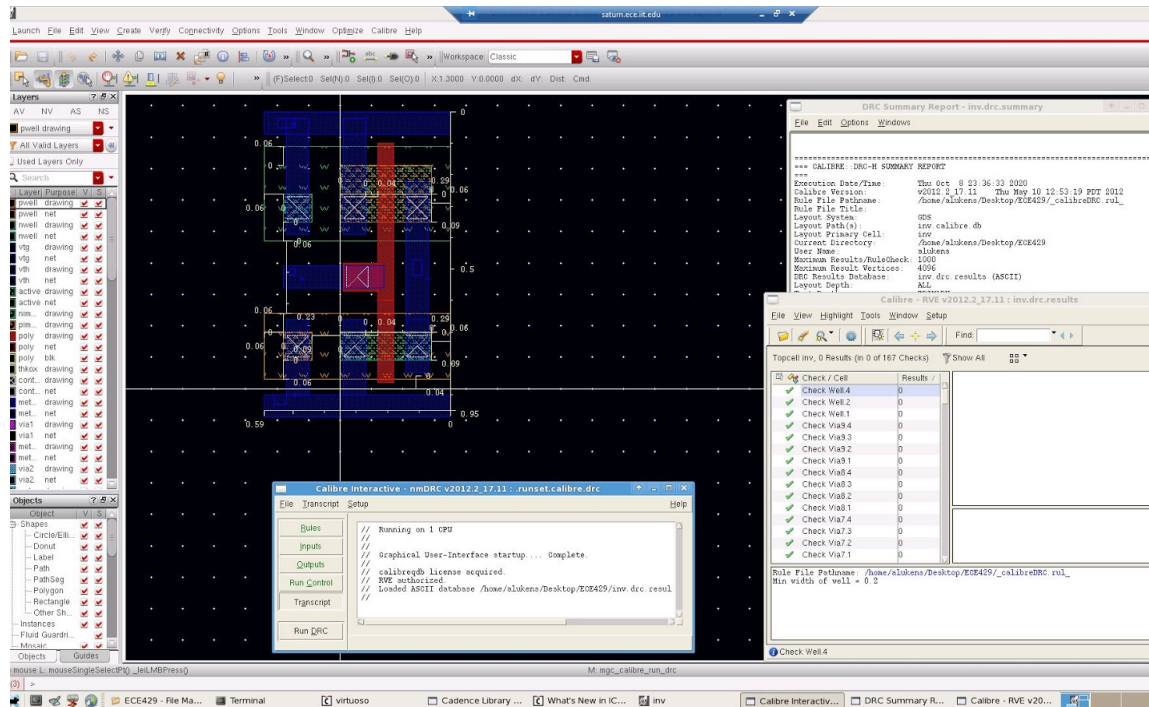 saturn.ece.iit.edu
Launch File Edit View Create Verify Connectivity Options Tools Window Optimize Calibre Help
Workspace: Classic
(F)Select:0 Sel(N):0 Sel(I):0 Sel(O):0 X:1.3000 Y:0.0000 dX: dY: Dist: Cmd:
Layers
AV NV AS NS
pwell drawing
All Valid Layers
Used Layers Only
Search
Layer Purpose V S
pwell drawing
pwell net
nwell drawing
nwell net
vtg drawing
vtg net
vth drawing
vth net
active drawing
active net
nim... drawing
pim... drawing
poly drawing
poly net
poly blk
thkox drawing
cont... drawing
cont... net
met... drawing
met... net
via1 drawing
via1 net
met... drawing
met... net
via2 drawing
via2 net
Objects
Object V S
Shapes
Circle/Elli...
Donut
Label
Path
PathSeg
Polygon
Rectangle
Other Sh...
Instances
Fluid Guardri...
Mosaic
Objects Guides
0
0.06
0
0.04
0.29
0.06
0.06
0.09
0.06
0.5
0.23
0.04
0.29
0.06
0.06
0.09
0.06
0.04
0.95
0.59
0
DRC Summary Report - inv.drc.summary
File Edit Options Windows
=== CALIBRE::DRC-H SUMMARY REPORT
===
Execution Date/Time: Thu Oct 8 23:36:33 2020
Calibre Version: v2012.2_17.11 Thu May 10 12:53:19 PDT 2012
Rule File Pathname: /home/alukens/Desktop/ECE429/_calibreDRC.rul_
Rule File Title:
Layout System: GDS
Layout Path(s): inv.calibre.db
Layout Primary Cell: inv
Current Directory: /home/alukens/Desktop/ECE429
User Name: alukens
Maximum Results/RuleCheck: 1000
Maximum Result Vertices: 4096
DRC Results Database: inv.drc.results (ASCII)
Layout Depth: ALL
Calibre - RVE v2012.2_17.11 : inv.drc.results
File View Highlight Tools Window Setup
Find:
Topcell inv, 0 Results (in 0 of 167 Checks) Show All
Check / Cell Results
Check Well.4 0
Check Well.2 0
Check Well.1 0
Check Via9.4 0
Check Via9.3 0
Check Via9.2 0
Check Via9.1 0
Check Via8.4 0
Check Via8.3 0
Check Via8.2 0
Check Via8.1 0
Check Via7.4 0
Check Via7.3 0
Check Via7.2 0
Check Via7.1 0
Rule File Pathname: /home/alukens/Desktop/ECE429/_calibreDRC.rul_
Min width of well = 0.2
Check Well.4
Calibre Interactive - nmDRC v2012.2_17.11 : .runset.calibre.drc
File Transcript Setup Help
Rules
Inputs
Outputs
Run Control
Transcript
Run DRC
// Running on 1 CPU
//
//
// Graphical User-Interface startup.... Complete.
//
// calibreqdb license acquired.
// RVE authorized.
// Loaded ASCII database /home/alukens/Desktop/ECE429/inv.drc.resul
//
mouse L: mouseSingleSelectPt() _leiLMBPress() M: mgc_calibre_run_drc
(3) >
ECE429 - File Ma... Terminal virtuoso Cadence Library ... What's New in IC... inv Calibre Interactiv... DRC Summary R... Calibre - RVE v20...